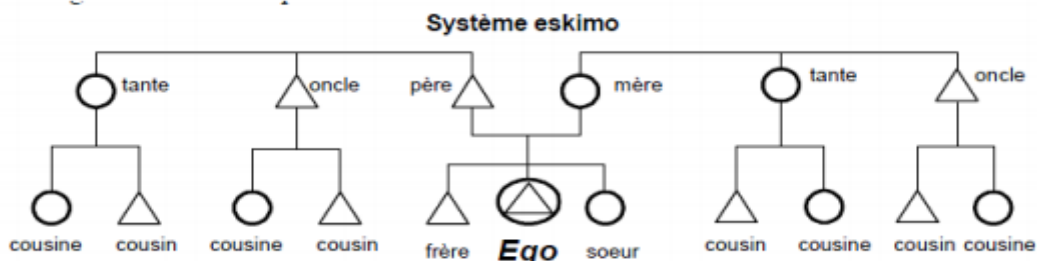 Système eskimo
tante oncle père mère tante oncle
cousine cousin cousine cousin frère Ego soeur cousin cousine cousin cousine